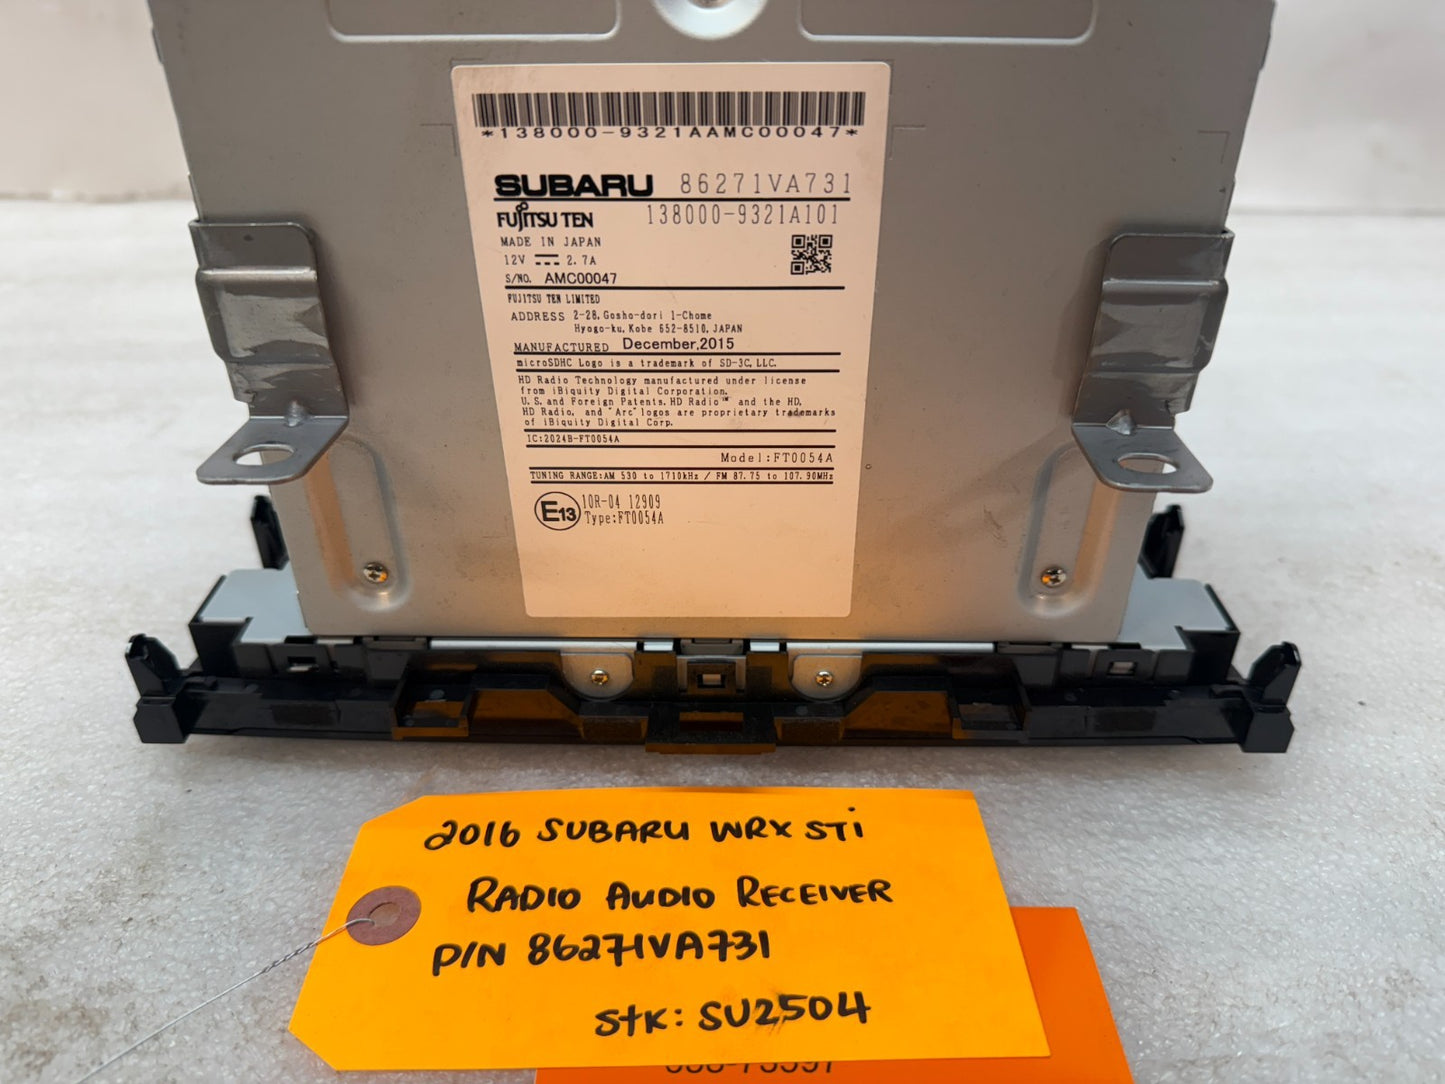 *138000-9321AAMC00047*
SUBARU 86271VA731
FUJITSU TEN 138000-9321A101
MADE IN JAPAN
12V 2.7A
S/NO. AMC00047
FUJITSU TEN LIMITED
ADDRESS 2-28, Gosho-dori 1-Chome
Hyogo-ku, Kobe 652-8510, JAPAN
MANUFACTURED December,2015
microSDHC Logo is a trademark of SD-3C, LLC.
HD Radio Technology manufactured under license
from iBiquity Digital Corporation.
U.S. and Foreign Patents. HD Radio™ and the HD,
HD Radio, and "Arc" logos are proprietary trademarks
of iBiquity Digital Corp.
IC:2024B-FT0054A
Model:FT0054A
TUNING RANGE:AM 530 to 1710kHz / FM 87.75 to 107.90MHz
E13 10R-04 12909
Type:FT0054A
2016 SUBARU WRX STi
RADIO AUDIO RECEIVER
P/N 86271VA731
Stk: SU2504